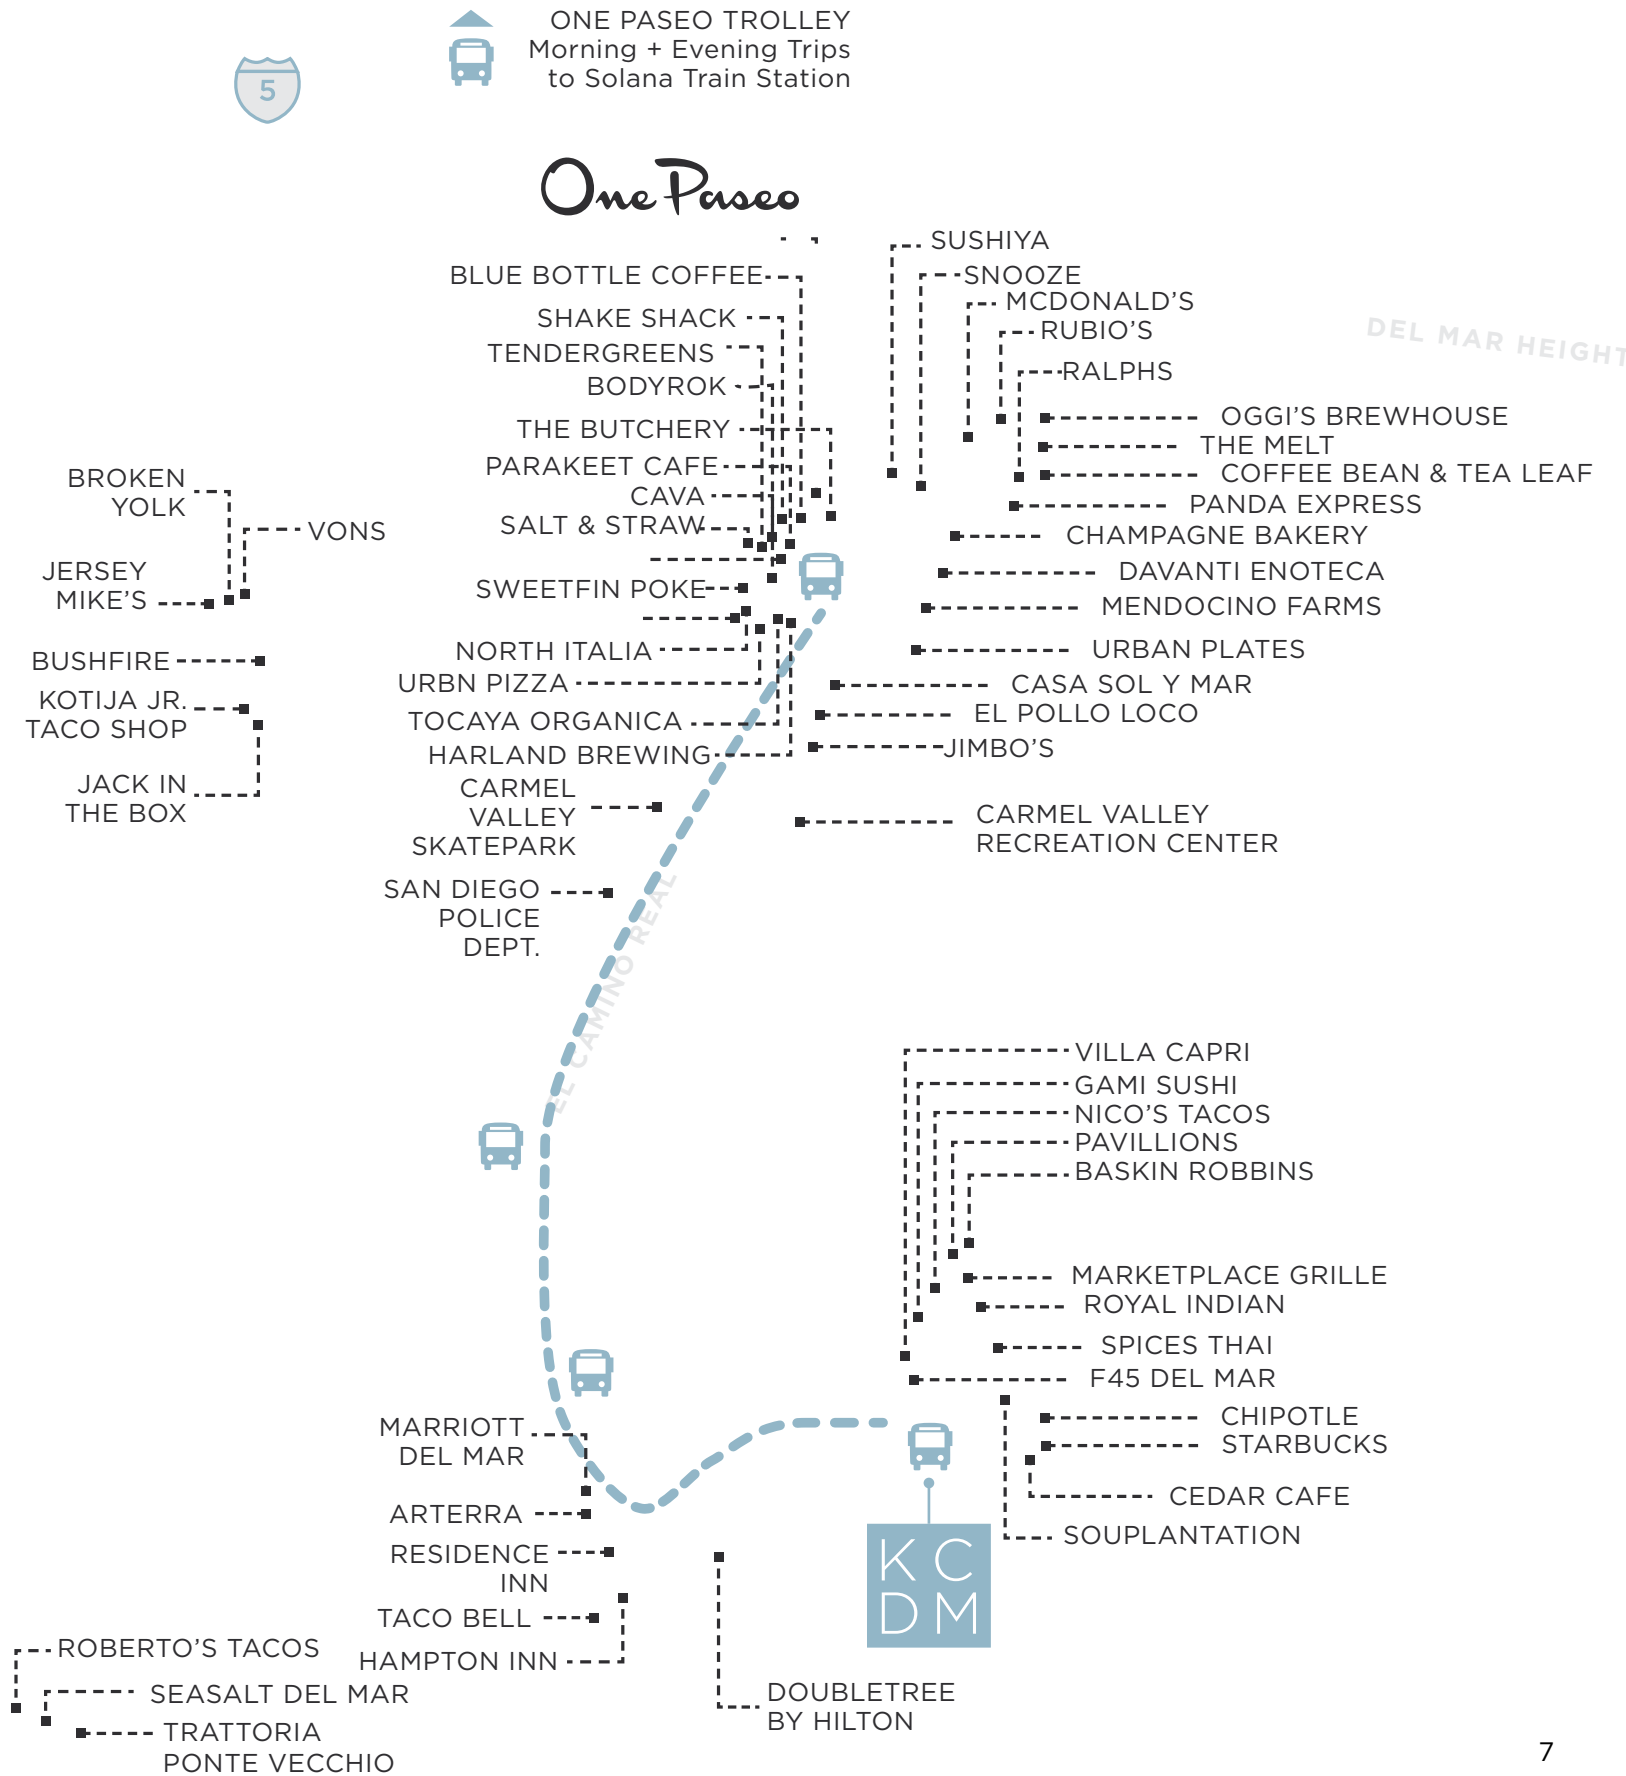 ONE PASEO TROLLEY
Morning + Evening Trips
to Solana Train Station
5
One Paseo
SUSHIYA
BLUE BOTTLE COFFEE
SNOOZE
MCDONALD'S
SHAKE SHACK
RUBIO'S
DEL MAR HEIGHT
TENDERGREENS
RALPHS
BODYROK
OGGI'S BREWHOUSE
THE BUTCHERY
THE MELT
PARAKEET CAFE
COFFEE BEAN & TEA LEAF
BROKEN
YOLK
CAVA
PANDA EXPRESS
SALT & STRAW
VONS
CHAMPAGNE BAKERY
JERSEY
MIKE'S
DAVANTI ENOTECA
SWEETFIN POKE
MENDOCINO FARMS
BUSHFIRE
NORTH ITALIA
URBAN PLATES
URBN PIZZA
CASA SOL Y MAR
KOTIJA JR.
TACO SHOP
TOCAYA ORGANICA
EL POLLO LOCO
HARLAND BREWING
JIMBO'S
JACK IN
THE BOX
CARMEL
VALLEY
SKATEPARK
CARMEL VALLEY
RECREATION CENTER
SAN DIEGO
POLICE
DEPT.
EL CAMINO REAL
VILLA CAPRI
GAMI SUSHI
NICO'S TACOS
PAVILLIONS
BASKIN ROBBINS
MARKETPLACE GRILLE
ROYAL INDIAN
SPICES THAI
F45 DEL MAR
MARRIOTT
DEL MAR
CHIPOTLE
STARBUCKS
CEDAR CAFE
ARTERRA
SOUPLANTATION
RESIDENCE
INN
KC
DM
TACO BELL
ROBERTO'S TACOS
HAMPTON INN
SEASALT DEL MAR
DOUBLETREE
BY HILTON
TRATTORIA
PONTE VECCHIO
7